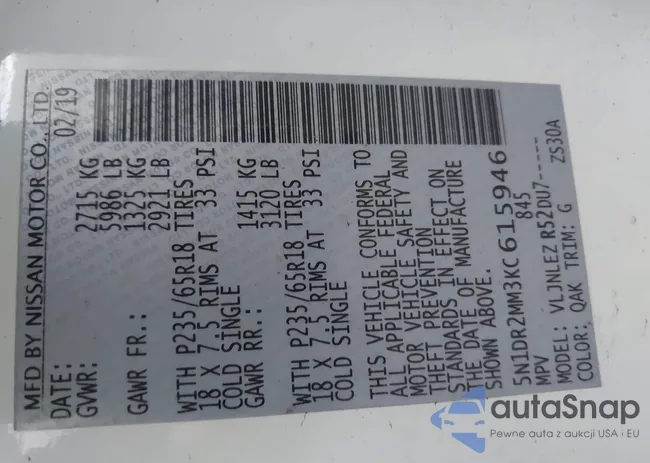 MFD BY NISSAN MOTOR CO., LTD.
DATE: 02/19
GVWR: 2715 KG
5986 LB
GAWR FR.: 1325 KG
2921 LB
WITH P235/65R18 TIRES
18 X 7.5 RIMS AT 33 PSI
COLD SINGLE
GAWR RR.: 1415 KG
3120 LB
WITH P235/65R18 TIRES
18 X 7.5 RIMS AT 33 PSI
COLD SINGLE
THIS VEHICLE CONFORMS TO
ALL APPLICABLE FEDERAL
MOTOR VEHICLE SAFETY AND
THEFT PREVENTION
STANDARDS IN EFFECT ON
THE DATE OF MANUFACTURE
SHOWN ABOVE.
5N1DR2MM3KC615946
MPV 845
MODEL: VLJNLEZ R52DU7-----
COLOR: QAK TRIM: G ZS30A
autaSnap
Pewne auta z aukcji USA i EU